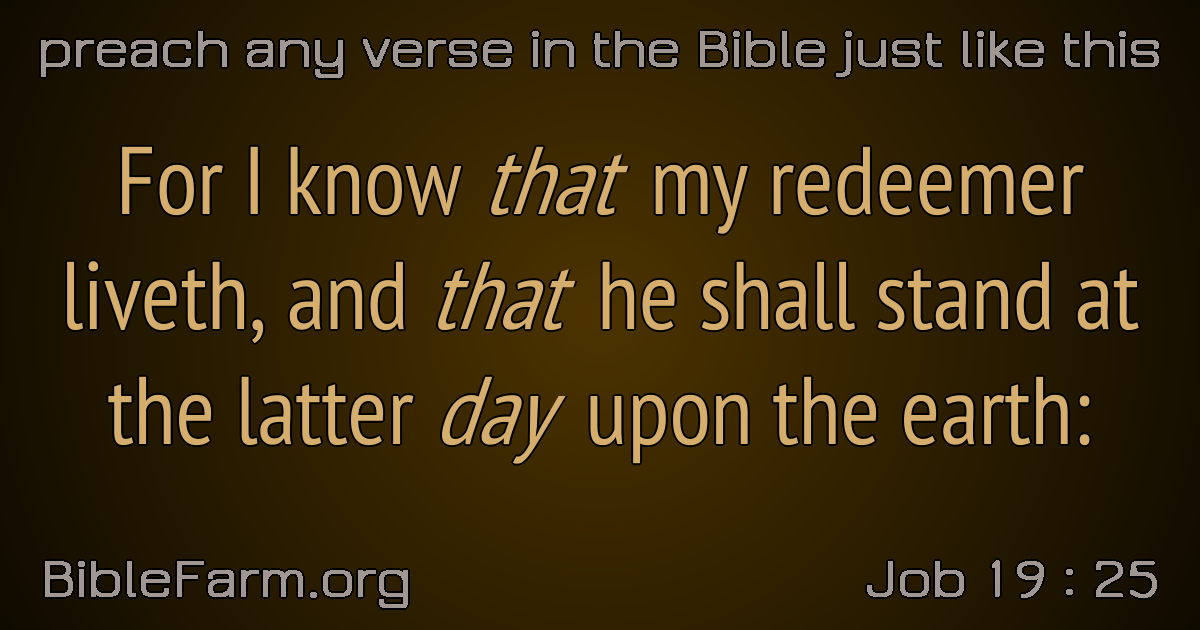 preach any verse in the Bible just like this
For I know that my redeemer
liveth, and that he shall stand at
the latter day upon the earth:
BibleFarm.org
Job 19 : 25